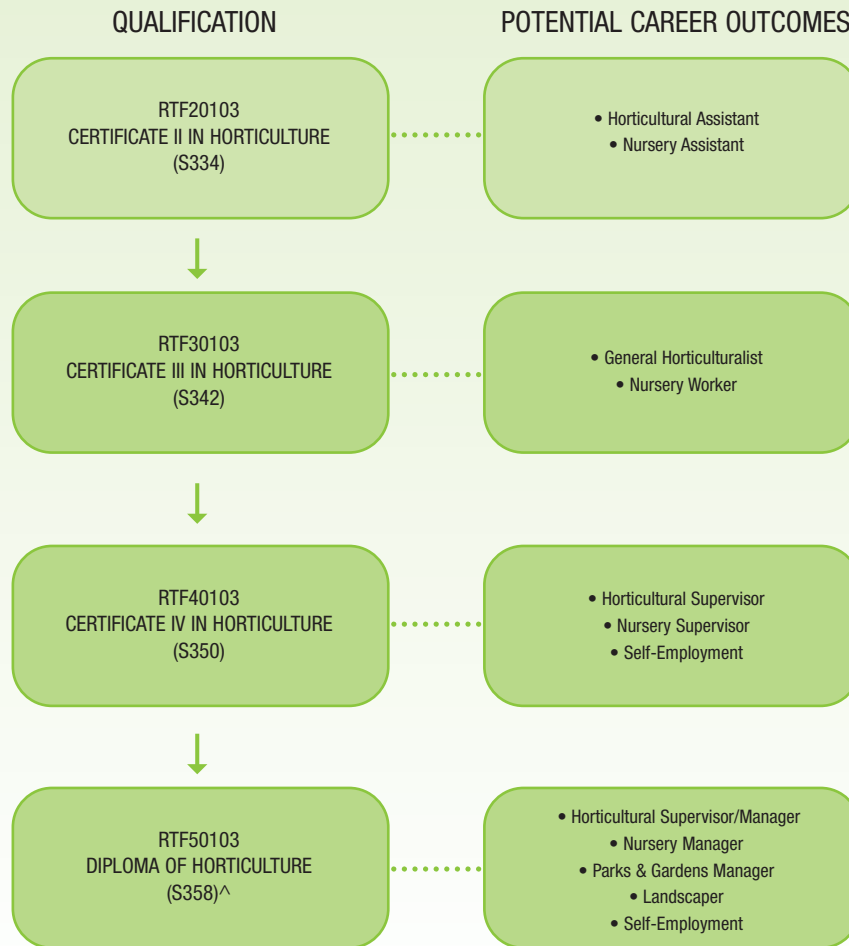 QUALIFICATION
POTENTIAL CAREER OUTCOMES
RTF20103
CERTIFICATE II IN HORTICULTURE
(S334)
• Horticultural Assistant
• Nursery Assistant
RTF30103
CERTIFICATE III IN HORTICULTURE
(S342)
• General Horticulturalist
• Nursery Worker
RTF40103
CERTIFICATE IV IN HORTICULTURE
(S350)
• Horticultural Supervisor
• Nursery Supervisor
• Self-Employment
RTF50103
DIPLOMA OF HORTICULTURE
(S358)^
• Horticultural Supervisor/Manager
• Nursery Manager
• Parks & Gardens Manager
• Landscaper
• Self-Employment